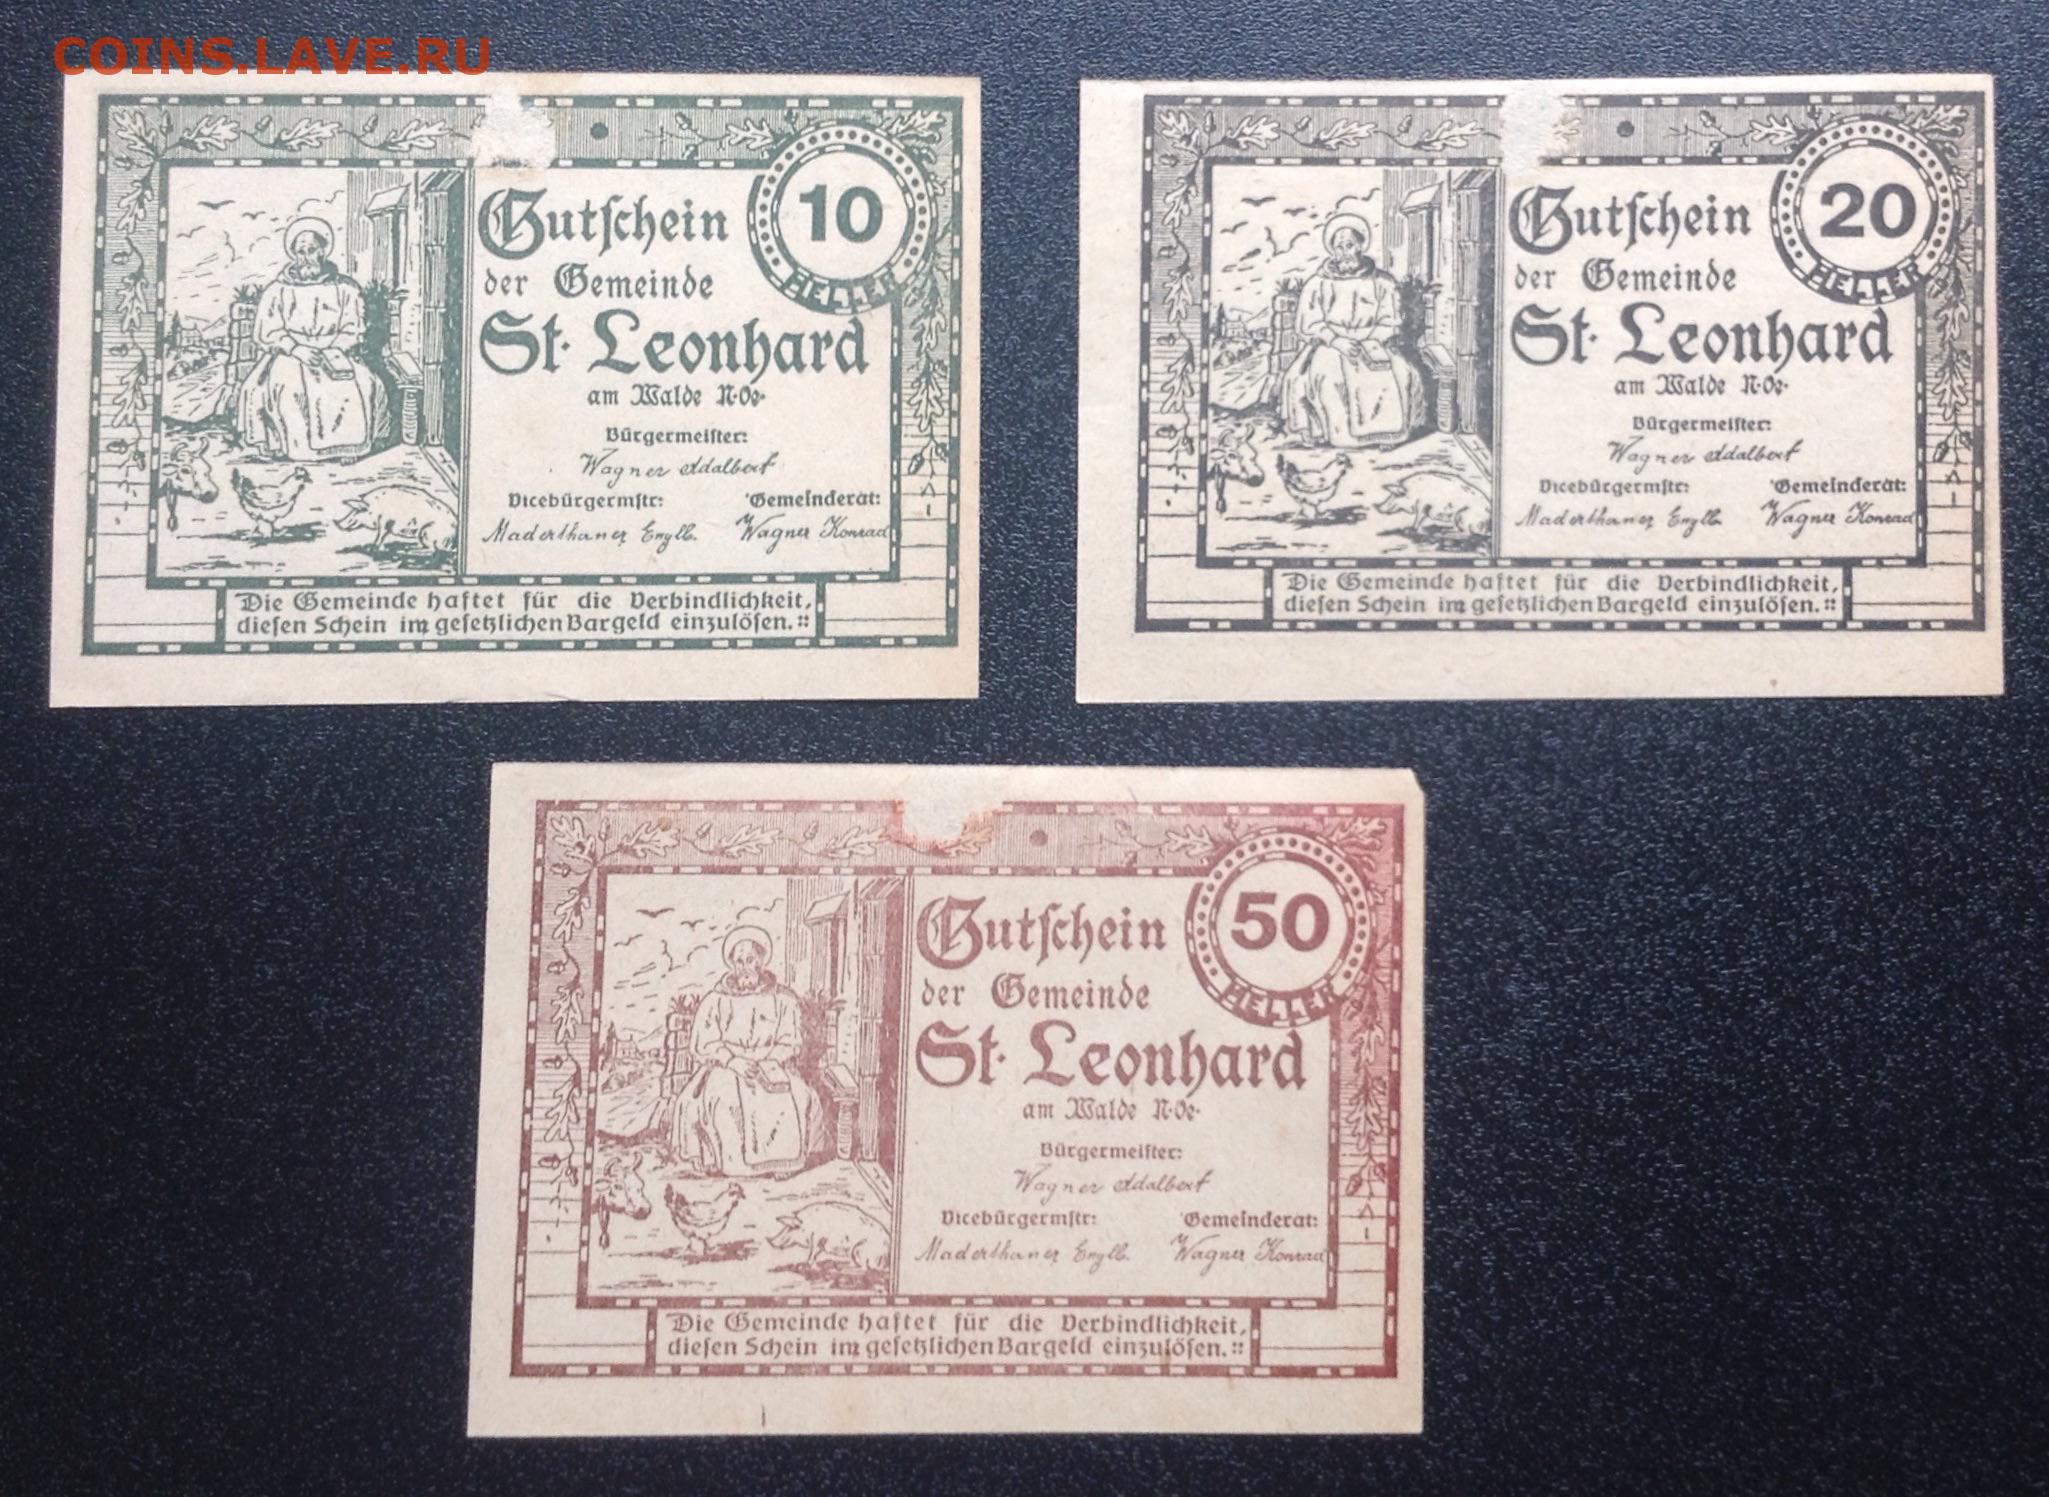 COINS.LAVE.RU
10
HELLER
Gutschein
der Gemeinde
St. Leonhard
am Walde N.Oe.
Bürgermeister:
Wagner Adalbert
Vicebürgermstr: Gemeinderat:
Maderthaner Englb. Wagner Konrad
Die Gemeinde haftet für die Verbindlichkeit,
diesen Schein im gesetzlichen Bargeld einzulösen. ::
20
HELLER
Gutschein
der Gemeinde
St. Leonhard
am Walde N.Oe.
Bürgermeister:
Wagner Adalbert
Vicebürgermstr: Gemeinderat:
Maderthaner Englb. Wagner Konrad
Die Gemeinde haftet für die Verbindlichkeit,
diesen Schein im gesetzlichen Bargeld einzulösen. ::
50
HELLER
Gutschein
der Gemeinde
St. Leonhard
am Walde N.Oe.
Bürgermeister:
Wagner Adalbert
Vicebürgermstr: Gemeinderat:
Maderthaner Englb. Wagner Konrad
Die Gemeinde haftet für die Verbindlichkeit,
diesen Schein im gesetzlichen Bargeld einzulösen. ::